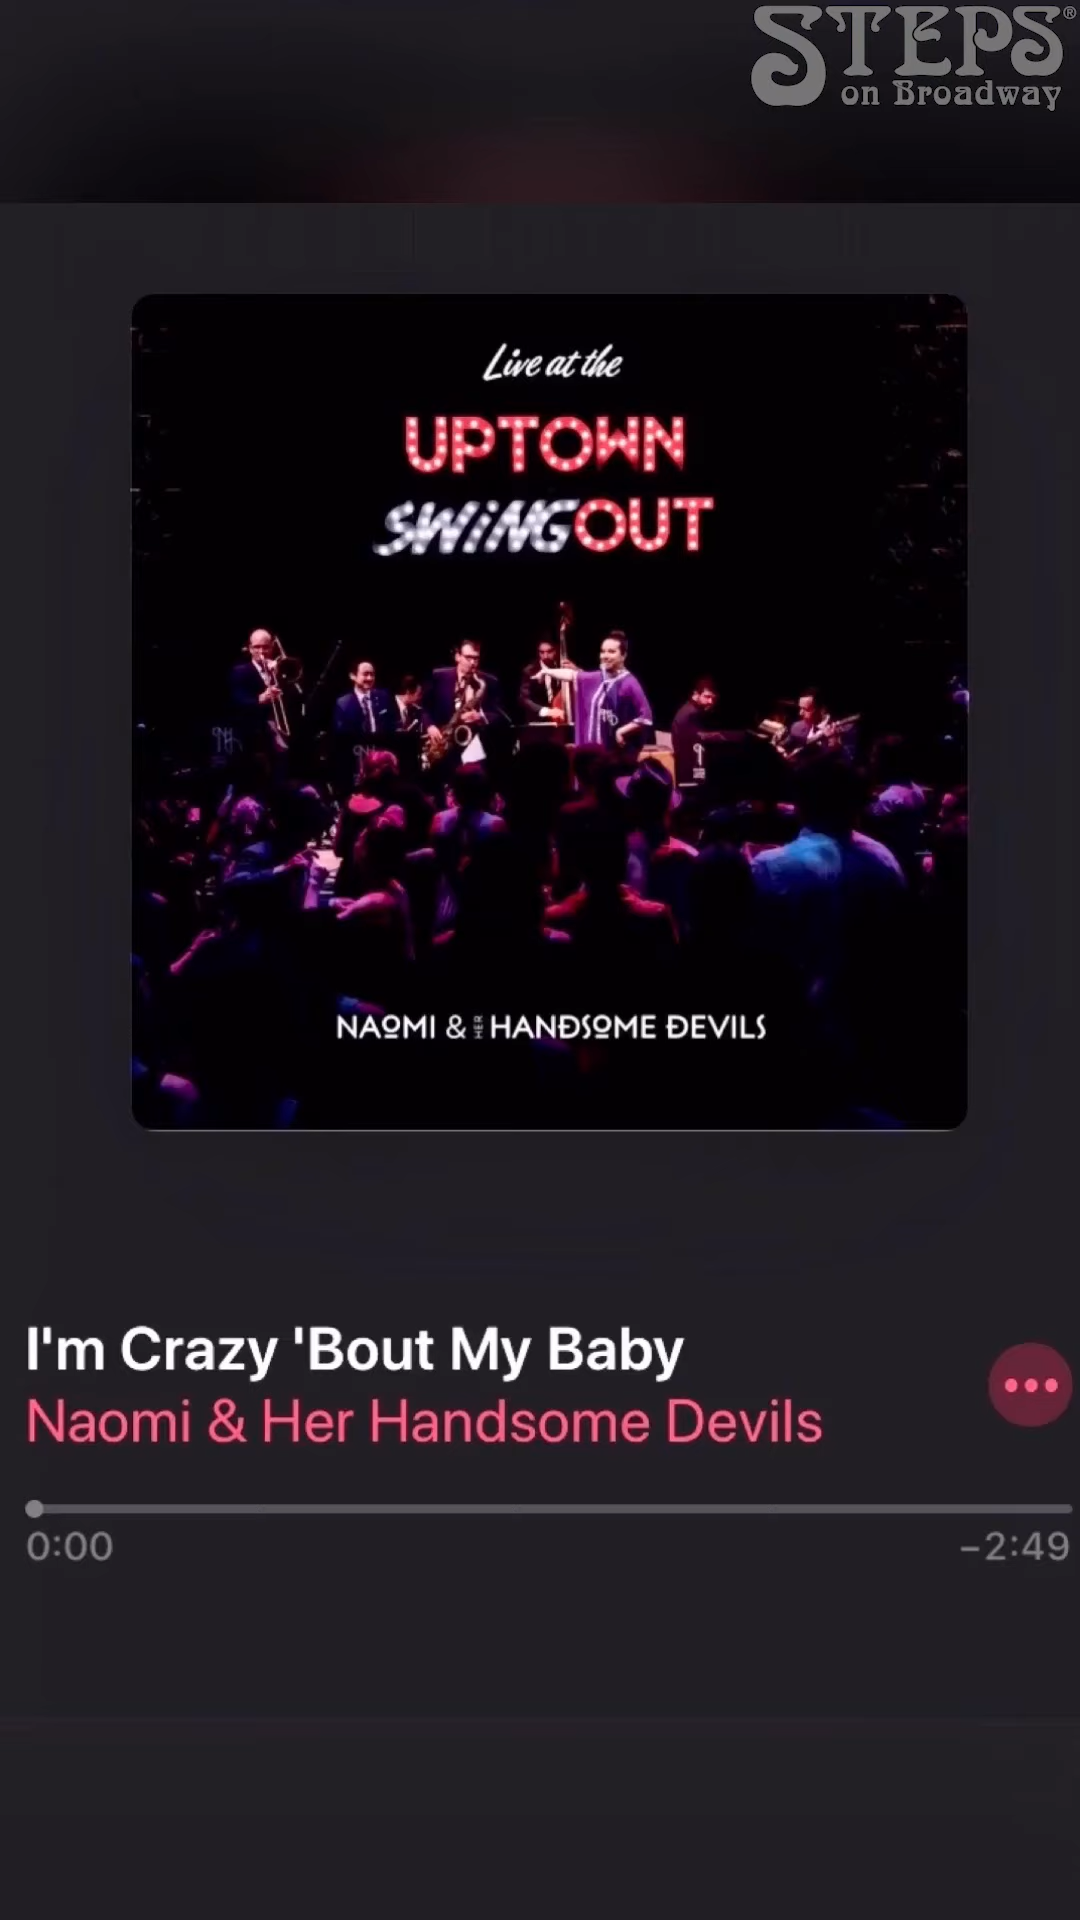 STEPS®
on Broadway
Live at the
UPTOWN
SWiNGOUT
NAOMI & HER HANDSOME DEVILS
I'm Crazy 'Bout My Baby
Naomi & Her Handsome Devils
0:00 -2:49